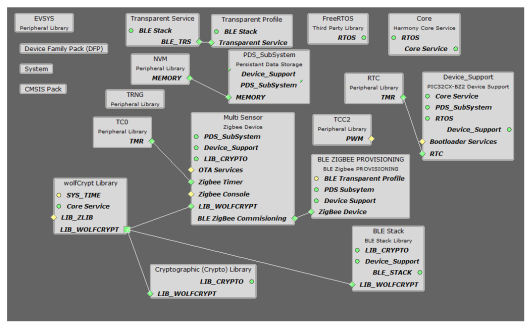 EVSYS
Peripheral Library
Device Family Pack (DFP)
System
CMSIS Pack
Transparent Service
BLE Stack
BLE_TRS
Transparent Profile
BLE Stack
Transparent Service
FreeRTOS
Third Party Library
RTOS
Core
Harmony Core Service
RTOS
Core Service
NVM
Peripheral Library
MEMORY
PDS_SubSystem
Persistant Data Storage
Device_Support
PDS_SubSystem
MEMORY
RTC
Peripheral Library
TMR
Device_Support
PIC32CX-BZ2 Device Support
Core Service
PDS_SubSystem
RTOS
Device_Support
Bootloader Services
RTC
TRNG
Peripheral Library
TC0
Peripheral Library
TMR
Multi Sensor
Zigbee Device
PDS_SubSystem
Device_Support
LIB_CRYPTO
OTA Services
Zigbee Timer
Zigbee Console
LIB_WOLFCRYPT
BLE ZigBee Commisioning
TCC2
Peripheral Library
PWM
BLE ZIGBEE PROVISIONING
BLE Zigbee PROVISIONING
BLE Transparent Profile
PDS Subsytem
Device Support
ZigBee Device
wolfCrypt Library
SYS_TIME
Core Service
LIB_ZLIB
LIB_WOLFCRYPT
Cryptographic (Crypto) Library
LIB_CRYPTO
LIB_WOLFCRYPT
BLE Stack
BLE Stack Library
LIB_CRYPTO
Device_Support
BLE_STACK
LIB_WOLFCRYPT